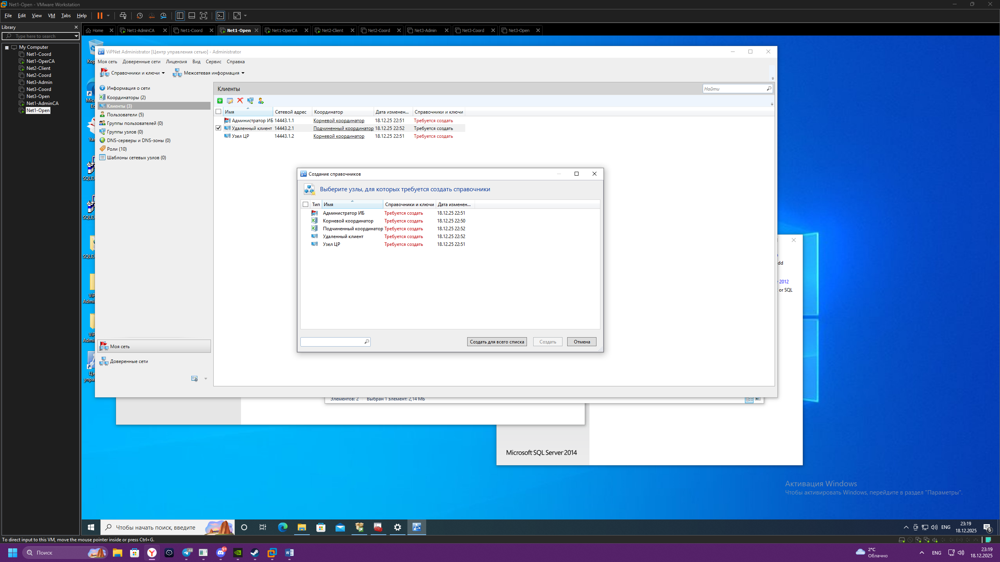 Net1-Open - VMware Workstation
File Edit View VM Tabs Help
Library
Type here to search
My Computer
Net1-Coord
Net1-OperCA
Net2-Client
Net2-Coord
Net3-Admin
Net3-Coord
Net3-Open
Net1-AdminCA
Net1-Open
Home Net1-AdminCA Net1-Coord Net1-Open Net1-OperCA Net2-Client Net2-Coord Net3-Admin Net3-Coord Net3-Open
ViPNet Administrator [Центр управления сетью] - Administrator
Моя сеть Доверенные сети Лицензия Вид Сервис Справка
Справочники и ключи Межсетевая информация
Информация о сети
Координаторы (2)
Клиенты (3)
Пользователи (5)
Группы пользователей (0)
Группы узлов (0)
DNS-серверы и DNS-зоны (0)
Роли (10)
Шаблоны сетевых узлов (0)
Моя сеть
Доверенные сети
Клиенты
Найти
Имя Сетевой адрес Координатор Дата изменен... Справочники и ключи
Администратор ИБ 14443.1.1 Корневой координатор 18.12.25 22:51 Требуется создать
Удаленный клиент 14443.2.1 Подчиненный координатор 18.12.25 22:52 Требуется создать
Узел ЦР 14443.1.2 Корневой координатор 18.12.25 22:51 Требуется создать
Создание справочников
Выберите узлы, для которых требуется создать справочники
Тип Имя Справочники и ключи Дата изменен...
Администратор ИБ Требуется создать 18.12.25 22:51
Корневой координатор Требуется создать 18.12.25 22:50
Подчиненный координатор Требуется создать 18.12.25 22:52
Удаленный клиент Требуется создать 18.12.25 22:52
Узел ЦР Требуется создать 18.12.25 22:51
Создать для всего списка Создать Отмена
Элементов: 2 Выбран 1 элемент: 2,14 МБ
2012
or SQL
Microsoft SQL Server 2014
Активация Windows
Чтобы активировать Windows, перейдите в раздел "Параметры".
Чтобы начать поиск, введите
ENG
23:19
18.12.2025
6
To direct input to this VM, move the mouse pointer inside or press Ctrl+G.
Поиск
44
9+
2°C
Облачно
ENG
23:19
18.12.2025